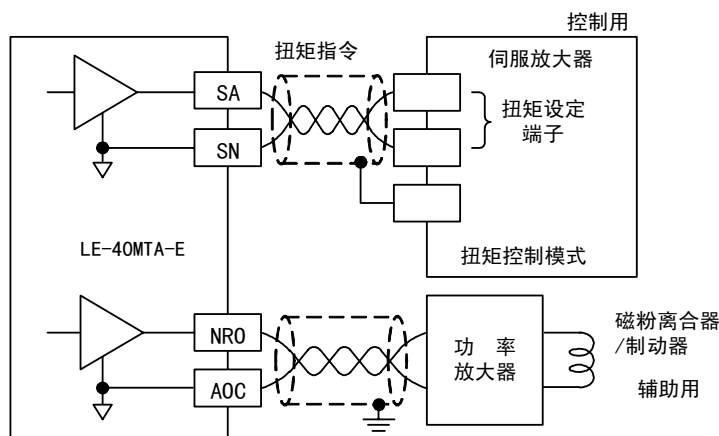 控制用
扭矩指令
伺服放大器
SA
扭矩设定
端子
SN
LE-40MTA-E
扭矩控制模式
NRO
功 率
放大器
磁粉离合器
/制动器
AOC
辅助用